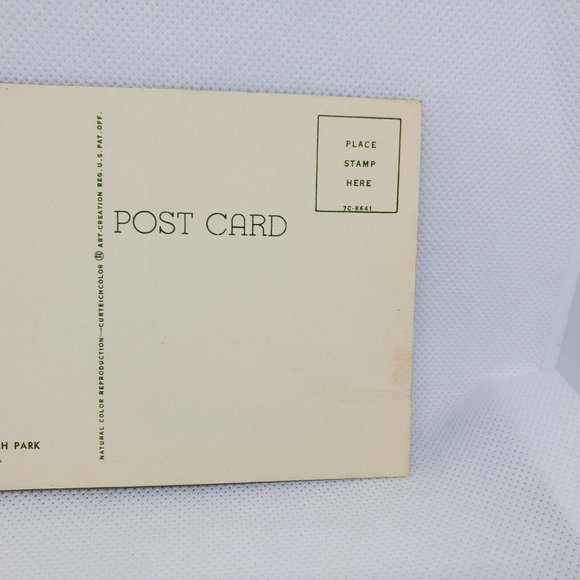 PLACE
STAMP
HERE
7C-K641
POST CARD
NATURAL COLOR REPRODUCTION—CURTEICHCOLOR ® ART-CREATION REG. U.S. PAT. OFF.
PARK